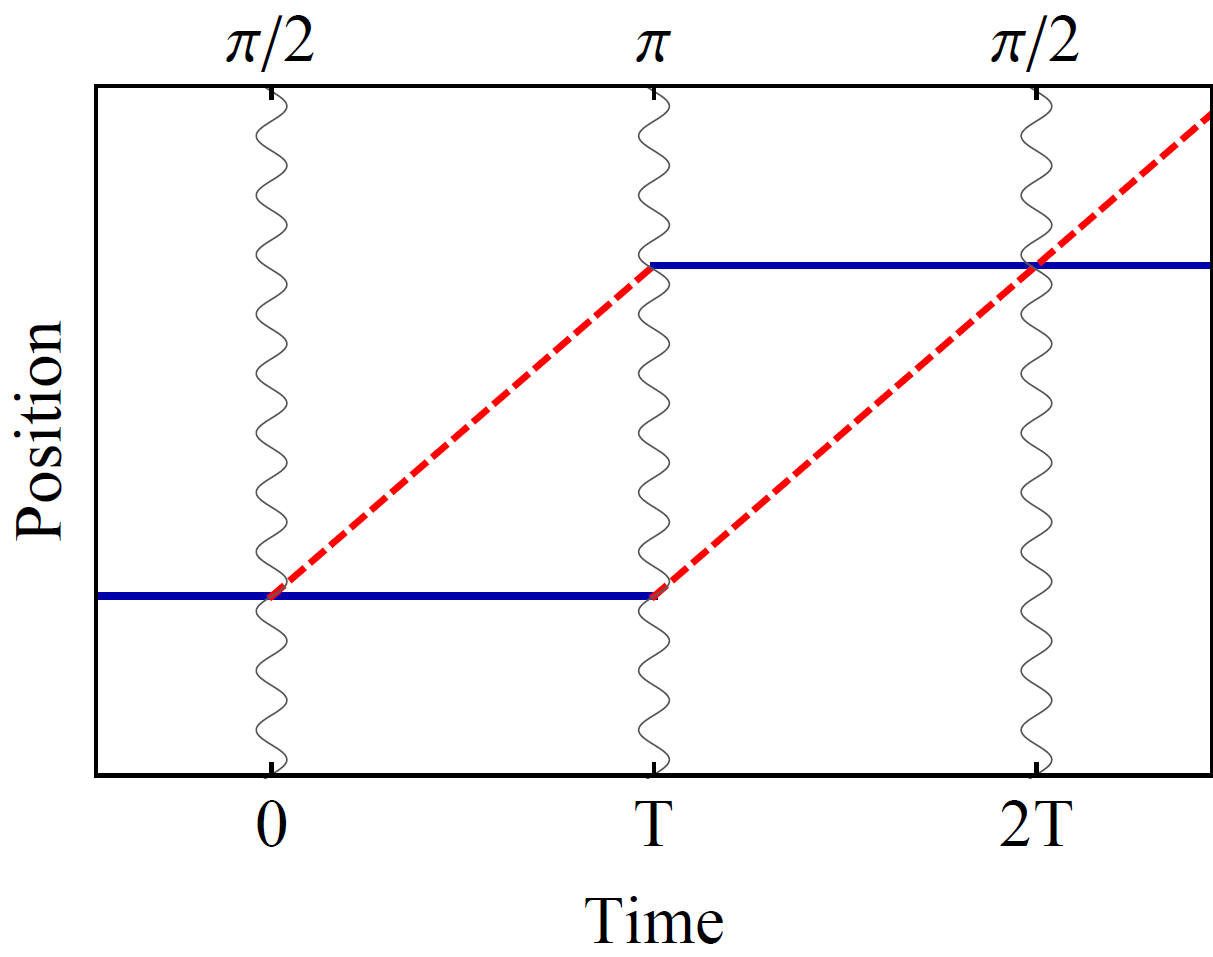 π/2 π π/2
Position
0 T 2T
Time